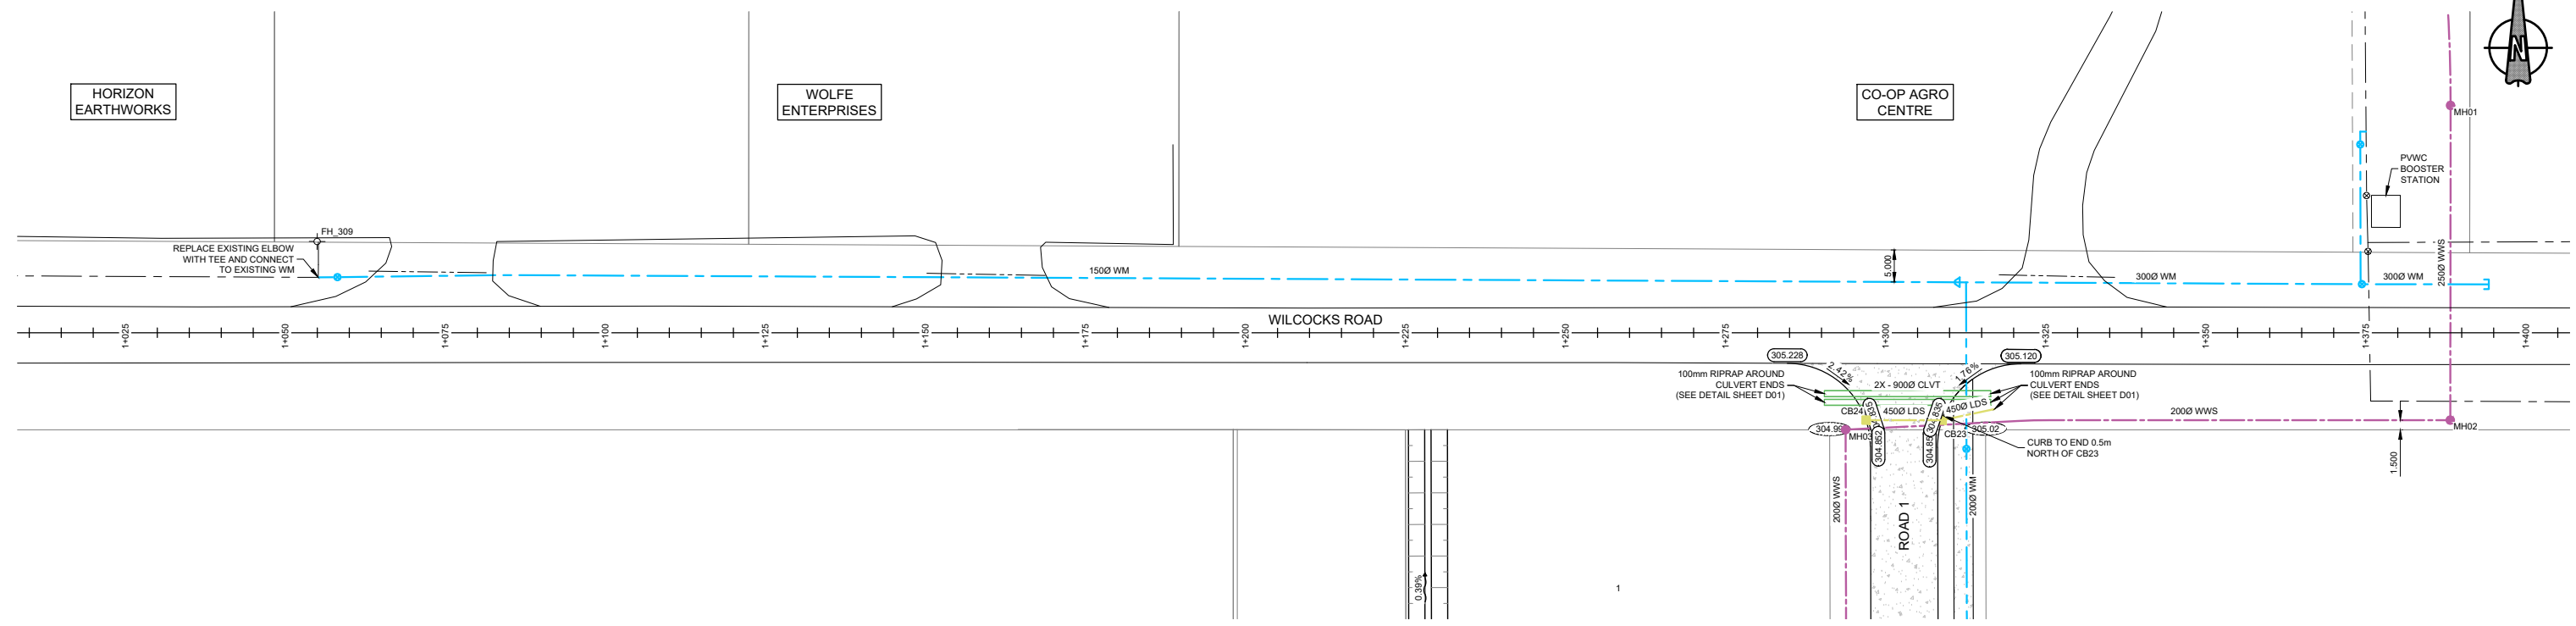 N
HORIZON
EARTHWORKS
WOLFE
ENTERPRISES
CO-OP AGRO
CENTRE
MH01
PVWC
BOOSTER
STATION
FH_309
REPLACE EXISTING ELBOW
WITH TEE AND CONNECT
TO EXISTING WM
150Ø WM
5.000
300Ø WM
250Ø WWS
300Ø WM
WILCOCKS ROAD
1+025
1+050
1+075
1+100
1+125
1+150
1+175
1+200
1+225
1+250
1+275
1+300
1+325
1+350
1+375
1+400
305.228
2.42%
1.76%
305.120
100mm RIPRAP AROUND
CULVERT ENDS
(SEE DETAIL SHEET D01)
2X - 900Ø CLVT
100mm RIPRAP AROUND
CULVERT ENDS
(SEE DETAIL SHEET D01)
CB24
450Ø LDS
450Ø LDS
200Ø WWS
304.99
MH03
304.852
CB23
305.02
MH02
CURB TO END 0.5m
NORTH OF CB23
1.500
200Ø WWS
ROAD 1
200Ø WM
0.39%
1